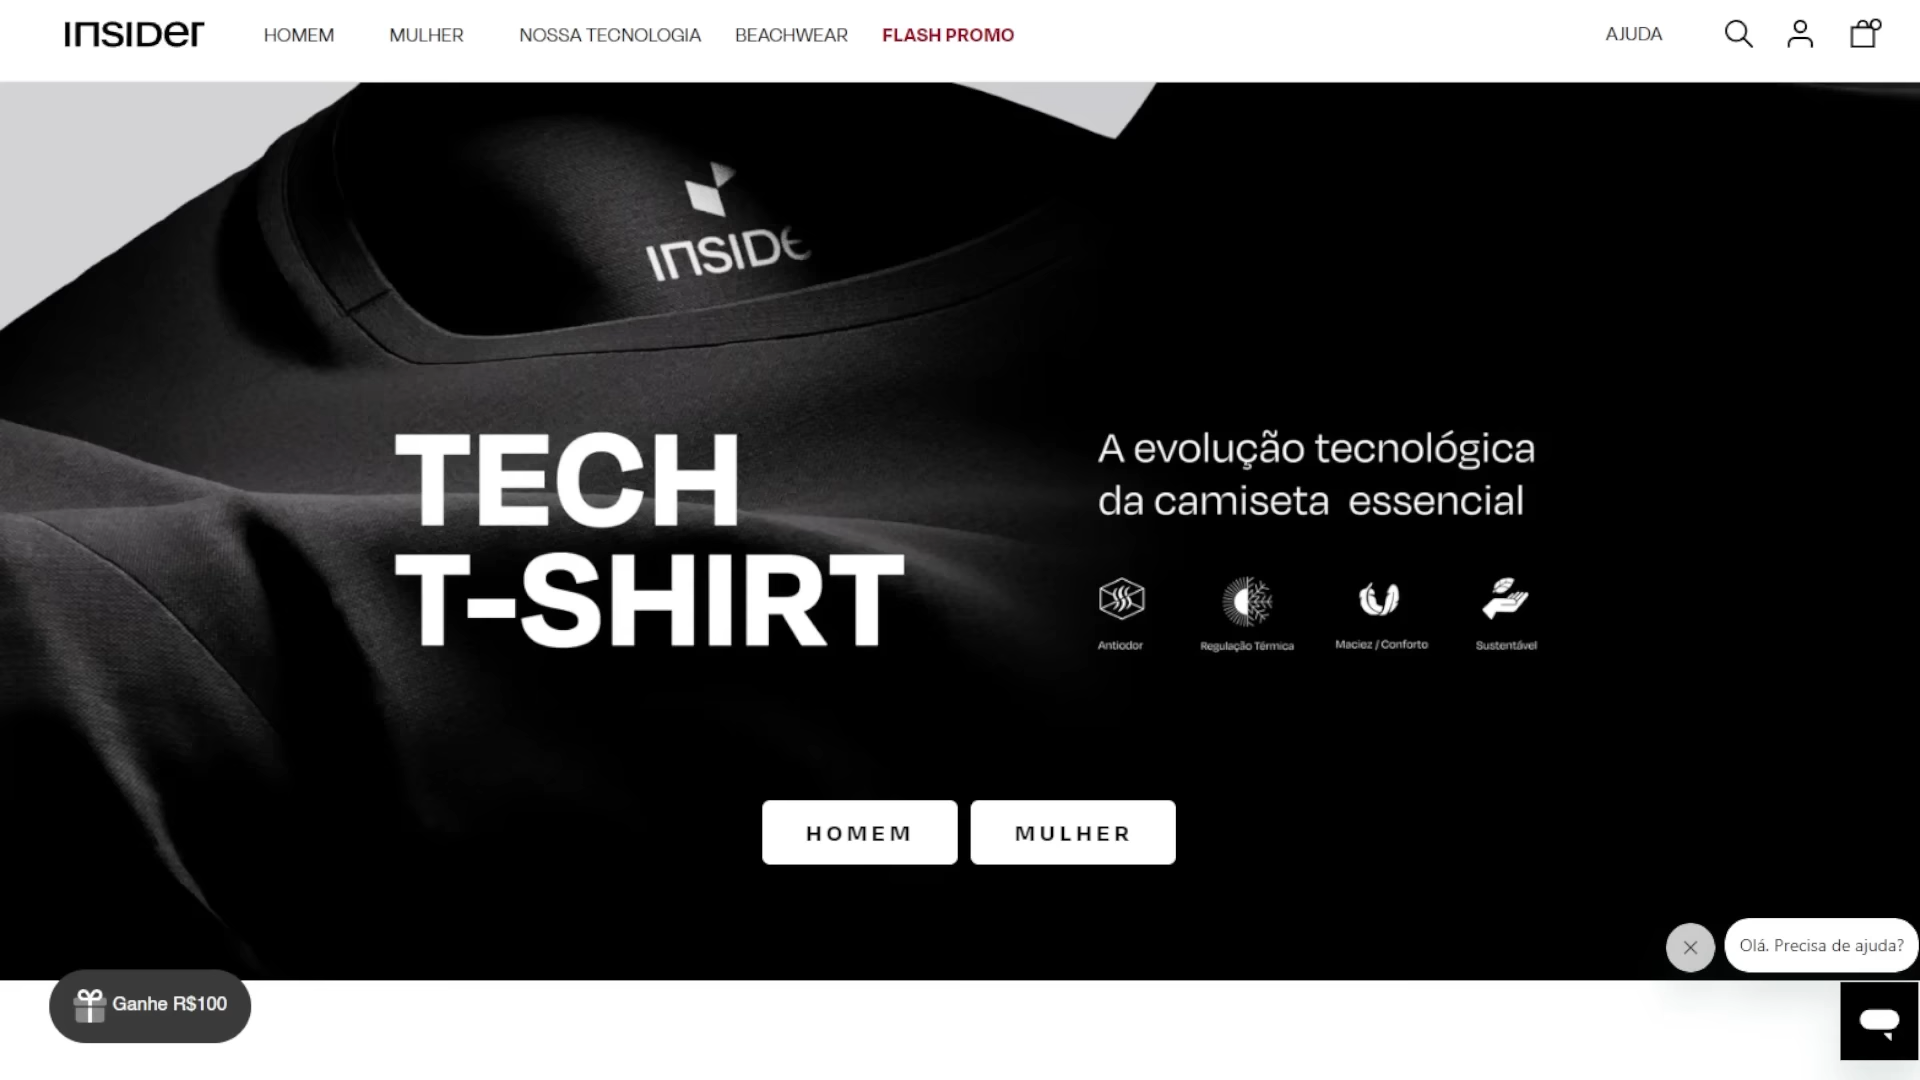 INSIDER
HOMEM
MULHER
NOSSA TECNOLOGIA
BEACHWEAR
FLASH PROMO
AJUDA
INSIDE
TECH
T-SHIRT
A evolução tecnológica
da camiseta essencial
Antiodor
Regulação Térmica
Maciez / Conforto
Sustentável
HOMEM
MULHER
Olá. Precisa de ajuda?
Ganhe R$100